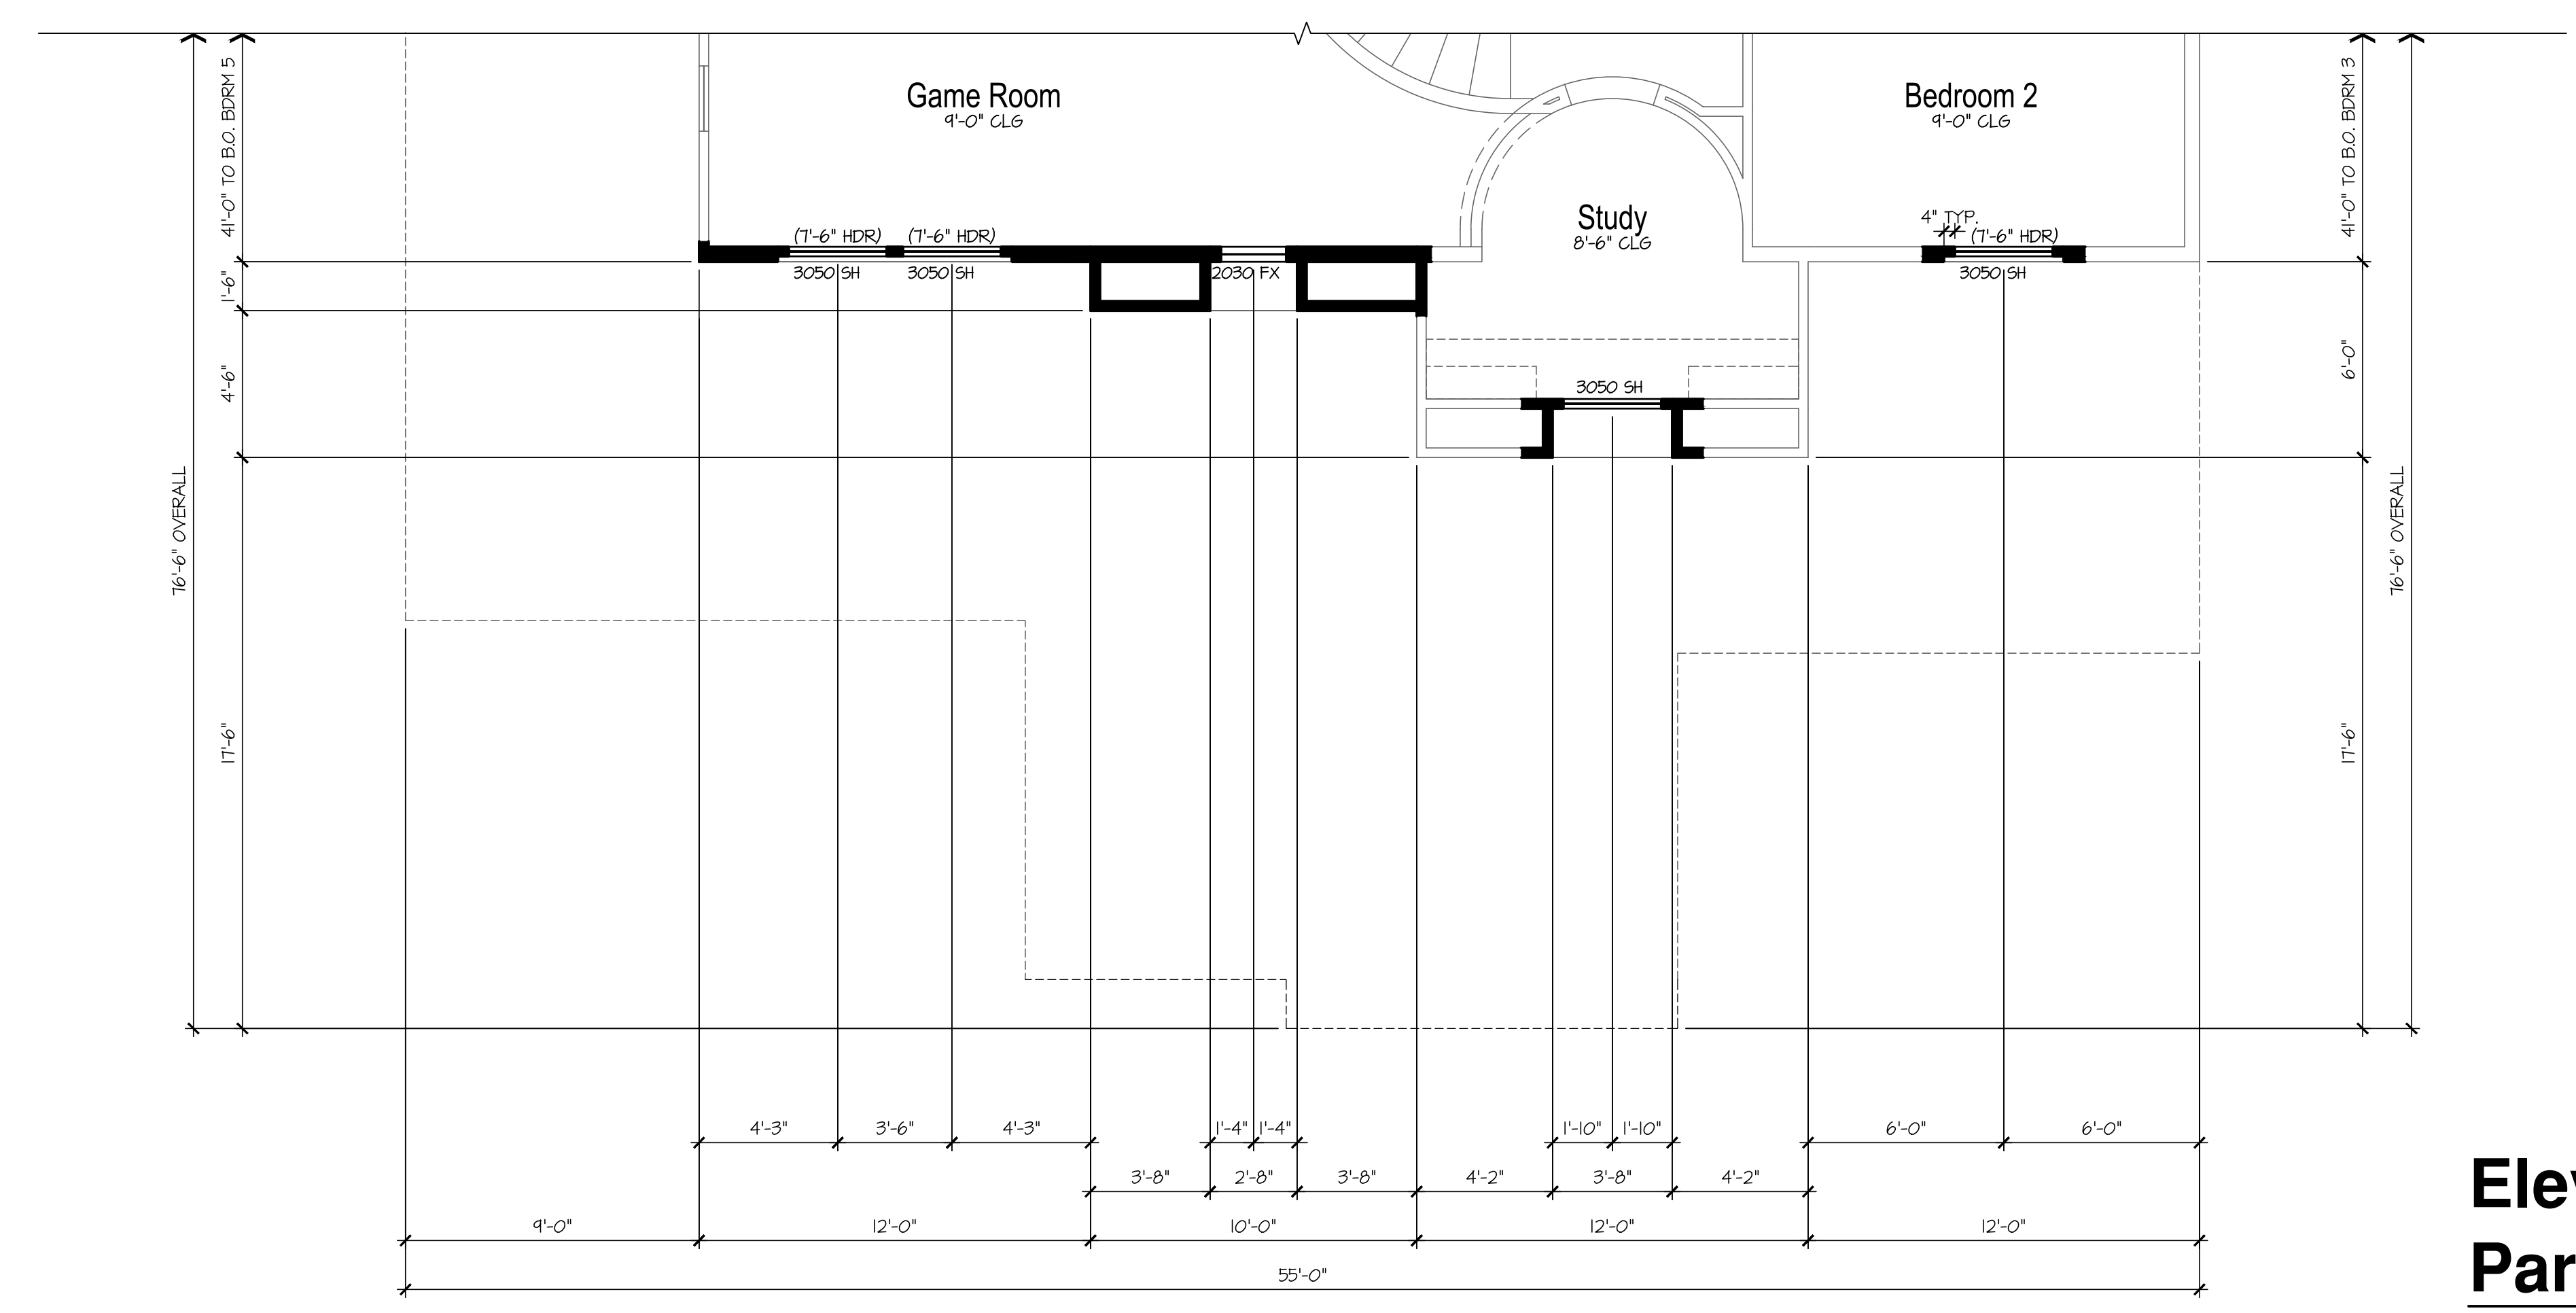 Game Room
9'-0" CLG
Bedroom 2
9'-0" CLG
Study
8'-6" CLG
(7'-6" HDR)
(7'-6" HDR)
3050 SH
3050 SH
2030 FX
4" TYP.
(7'-6" HDR)
3050 SH
3050 SH
41'-0" TO B.O. BDRM 5
1'-6"
4'-6"
17'-6"
76'-6" OVERALL
41'-0" TO B.O. BDRM 3
6'-0"
17'-6"
76'-6" OVERALL
4'-3"
3'-6"
4'-3"
1'-4"
1'-4"
1'-10"
1'-10"
6'-0"
6'-0"
3'-8"
2'-8"
3'-8"
4'-2"
3'-8"
4'-2"
9'-0"
12'-0"
10'-0"
12'-0"
12'-0"
55'-0"